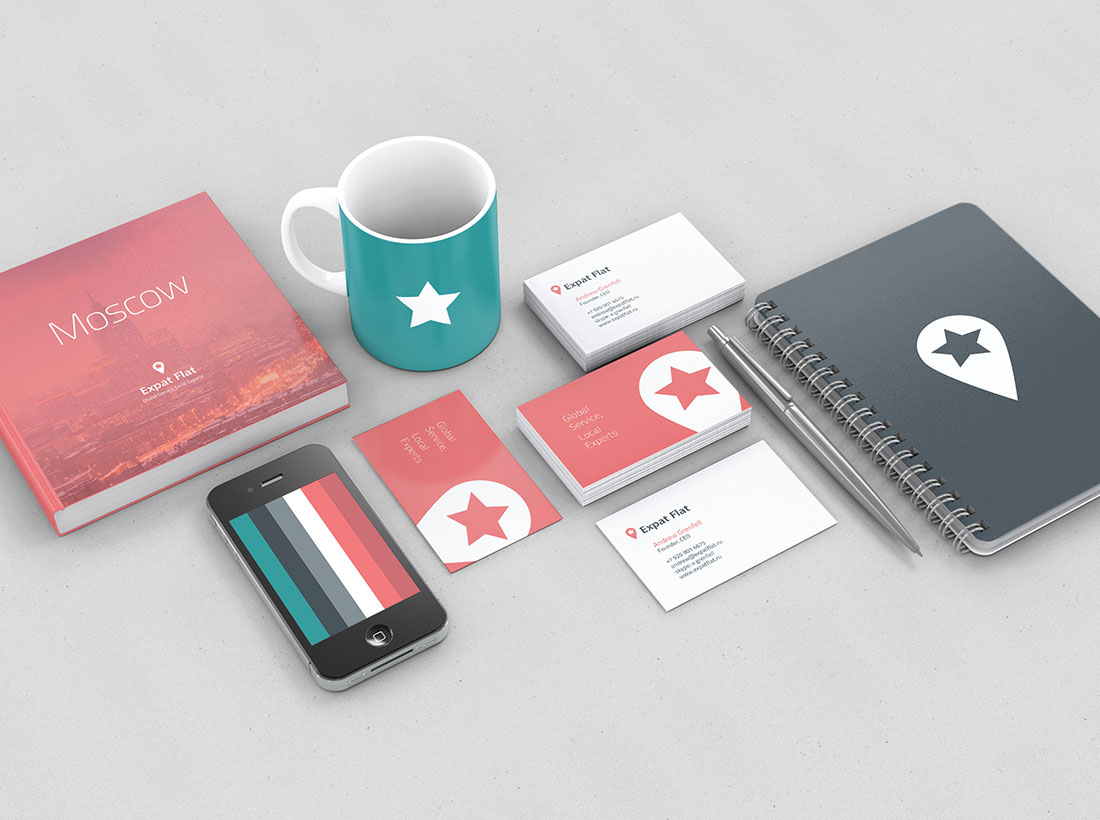 Moscow
Expat Flat
Global Service, Local Experts
Expat Flat
Andrew Grenfell
Founder, CEO
+7 926 901 4675
andrew@expatflat.ru
skype: a.grenfell
www.expatflat.ru
Global
Service,
Local
Experts
Global
Service,
Local
Experts
Expat Flat
Andrew Grenfell
Founder, CEO
+7 926 901 4675
andrew@expatflat.ru
skype: a.grenfell
www.expatflat.ru